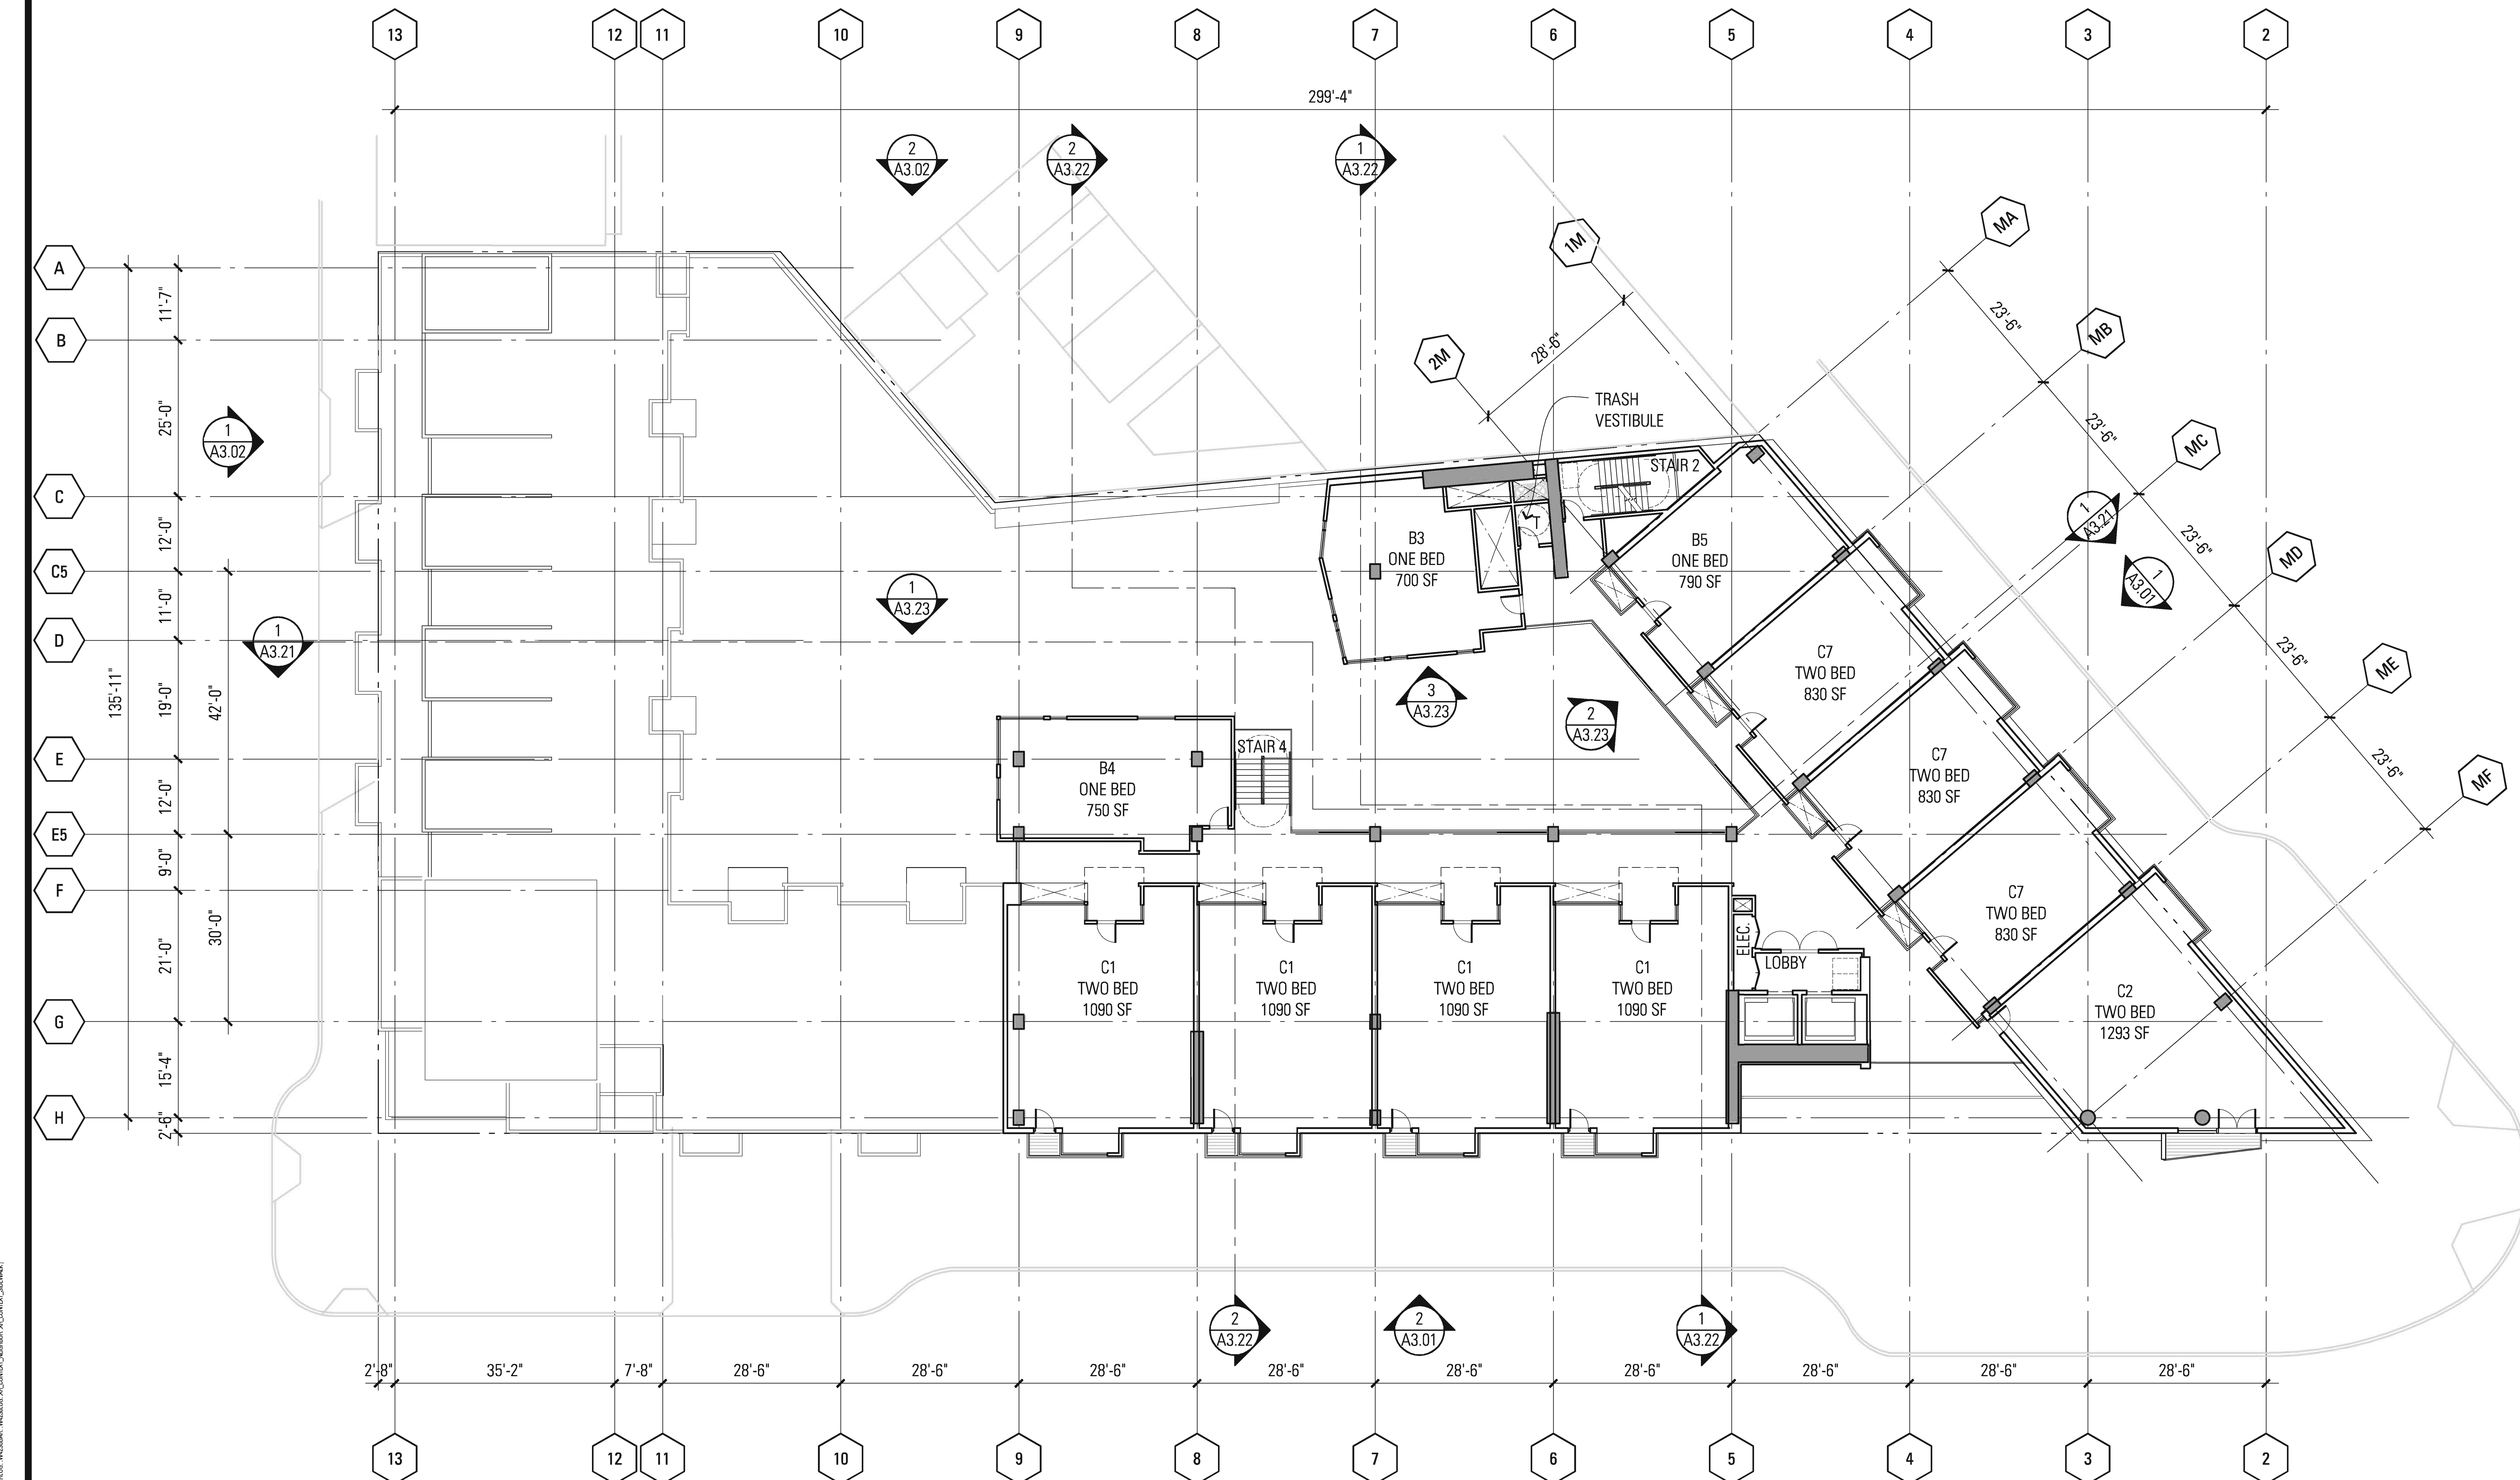 13
12
11
10
9
8
7
6
5
4
3
2
299'-4"
2
A3.02
2
A3.22
1
A3.22
1M
MA
2M
28'-6"
23'-6"
MB
A
11'-7"
B
TRASH
VESTIBULE
23'-6"
MC
25'-0"
1
A3.02
STAIR 2
C
T
1
A3.21
23'-6"
MD
12'-0"
B3
ONE BED
700 SF
B5
ONE BED
790 SF
C5
1
A3.23
1
A3.01
11'-0"
D
1
A3.21
C7
TWO BED
830 SF
23'-6"
ME
135'-11"
19'-0"
42'-0"
3
A3.23
2
A3.23
E
STAIR 4
B4
ONE BED
750 SF
C7
TWO BED
830 SF
23'-6"
MF
12'-0"
E5
9'-0"
F
C7
TWO BED
830 SF
30'-0"
21'-0"
ELEC.
LOBBY
C1
TWO BED
1090 SF
C1
TWO BED
1090 SF
C1
TWO BED
1090 SF
C1
TWO BED
1090 SF
C2
TWO BED
1293 SF
G
15'-4"
H
2'-6"
2
A3.22
2
A3.01
1
A3.22
2'-8"
35'-2"
7'-8"
28'-6"
28'-6"
28'-6"
28'-6"
28'-6"
28'-6"
28'-6"
28'-6"
28'-6"
13
12
11
10
9
8
7
6
5
4
3
2